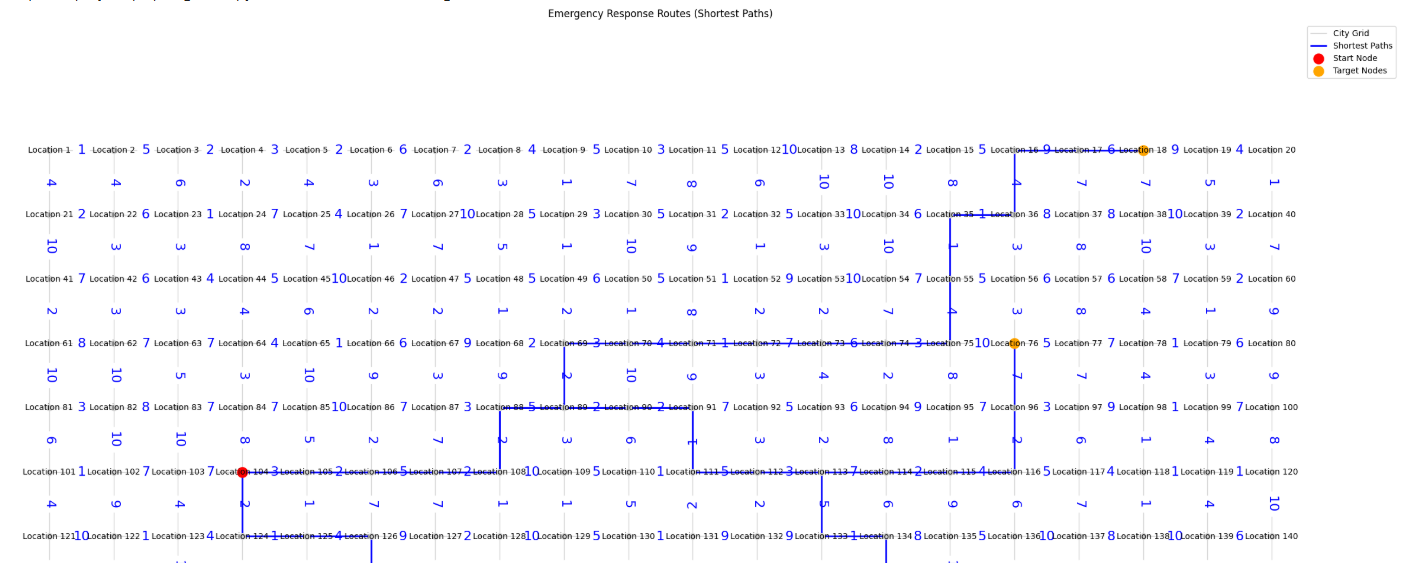 Emergency Response Routes (Shortest Paths)
City Grid
Shortest Paths
Start Node
Target Nodes
Location 1 1 Location 2 5 Location 3 2 Location 4 3 Location 5 2 Location 6 6 Location 7 2 Location 8 4 Location 9 5 Location 10 3 Location 11 5 Location 12 10 Location 13 8 Location 14 2 Location 15 5 Location 16 9 Location 17 6 Location 18 9 Location 19 4 Location 20
4 4 6 2 4 3 6 3 1 7 8 6 10 10 8 4 7 7 5 1
Location 21 2 Location 22 6 Location 23 1 Location 24 7 Location 25 4 Location 26 7 Location 27 10 Location 28 5 Location 29 3 Location 30 5 Location 31 2 Location 32 5 Location 33 10 Location 34 6 Location 35 1 Location 36 8 Location 37 8 Location 38 10 Location 39 2 Location 40
10 3 3 8 7 1 7 5 1 10 9 1 3 10 1 3 8 10 3 7
Location 41 7 Location 42 6 Location 43 4 Location 44 5 Location 45 10 Location 46 2 Location 47 5 Location 48 5 Location 49 6 Location 50 5 Location 51 1 Location 52 9 Location 53 10 Location 54 7 Location 55 5 Location 56 6 Location 57 6 Location 58 7 Location 59 2 Location 60
2 3 3 4 6 2 2 1 2 1 8 3 2 7 4 3 8 4 1 9
Location 61 8 Location 62 7 Location 63 7 Location 64 4 Location 65 1 Location 66 6 Location 67 9 Location 68 2 Location 69 3 Location 70 4 Location 71 1 Location 72 7 Location 73 6 Location 74 3 Location 75 10 Location 76 5 Location 77 7 Location 78 1 Location 79 6 Location 80
10 10 5 3 10 9 3 9 2 10 9 3 4 2 8 7 7 4 3 9
Location 81 3 Location 82 8 Location 83 7 Location 84 7 Location 85 10 Location 86 7 Location 87 3 Location 88 5 Location 89 2 Location 90 2 Location 91 7 Location 92 5 Location 93 6 Location 94 9 Location 95 7 Location 96 3 Location 97 9 Location 98 1 Location 99 7 Location 100
6 10 10 8 5 2 7 2 3 6 1 3 2 8 1 2 6 1 4 8
Location 101 1 Location 102 7 Location 103 7 Location 104 3 Location 105 2 Location 106 5 Location 107 2 Location 108 10 Location 109 5 Location 110 1 Location 111 5 Location 112 3 Location 113 7 Location 114 2 Location 115 4 Location 116 5 Location 117 4 Location 118 1 Location 119 1 Location 120
4 9 4 2 1 7 7 1 1 5 2 2 5 6 9 6 7 1 4 10
Location 121 10 Location 122 1 Location 123 4 Location 124 1 Location 125 4 Location 126 9 Location 127 2 Location 128 10 Location 129 5 Location 130 1 Location 131 9 Location 132 9 Location 133 1 Location 134 8 Location 135 5 Location 136 10 Location 137 8 Location 138 10 Location 139 6 Location 140